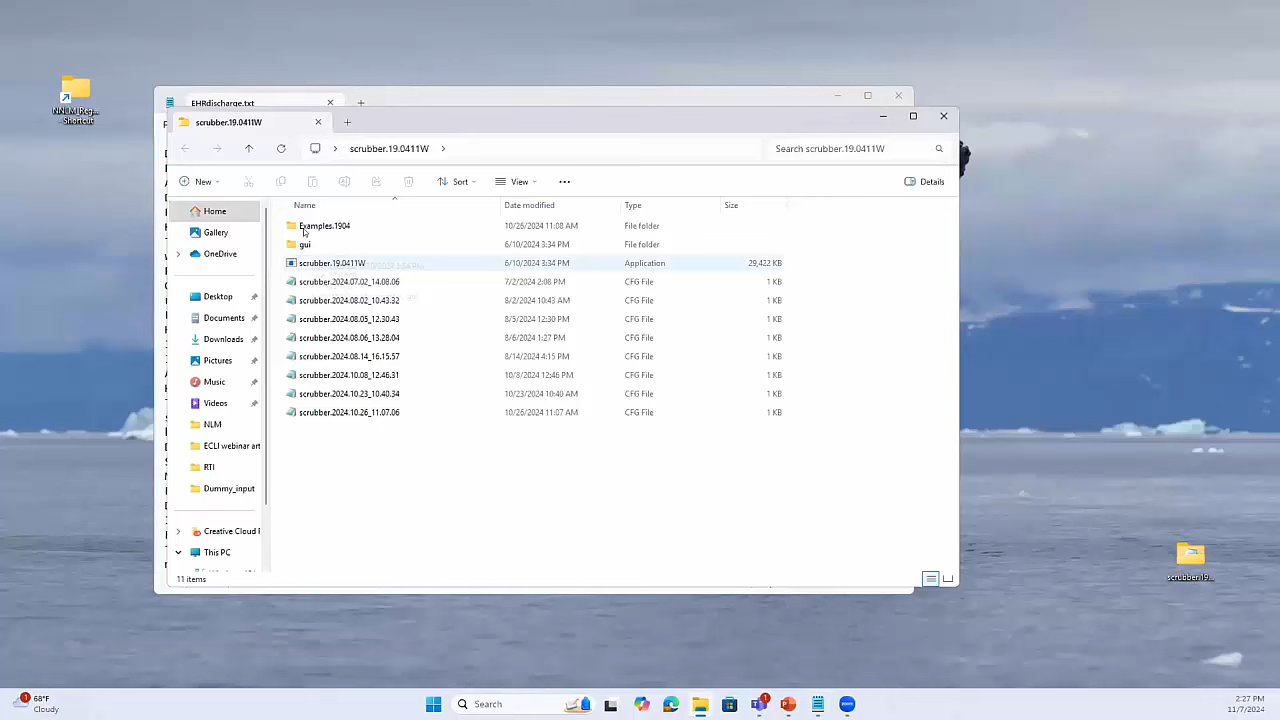 NNLM Reg...
- Shortcut
EHRdischarge.txt
scrubber.19.0411W
scrubber.19.0411W
Search scrubber.19.0411W
New
Sort
View
Details
Name
Date modified
Type
Size
Home
Gallery
OneDrive
Desktop
Documents
Downloads
Pictures
Music
Videos
NLM
ECLI webinar art
RTI
Dummy_input
Creative Cloud F
This PC
Examples.1904 10/26/2024 11:08 AM File folder
gui 6/10/2024 3:34 PM File folder
scrubber.19.0411W 6/10/2024 3:34 PM Application 29,422 KB
scrubber.2024.07.02_14.08.06 7/2/2024 2:08 PM CFG File 1 KB
scrubber.2024.08.02_10.43.32 8/2/2024 10:43 AM CFG File 1 KB
scrubber.2024.08.05_12.30.43 8/5/2024 12:30 PM CFG File 1 KB
scrubber.2024.08.06_13.28.04 8/6/2024 1:27 PM CFG File 1 KB
scrubber.2024.08.14_16.15.57 8/14/2024 4:15 PM CFG File 1 KB
scrubber.2024.10.08_12.46.31 10/8/2024 12:46 PM CFG File 1 KB
scrubber.2024.10.23_10.40.34 10/23/2024 10:40 AM CFG File 1 KB
scrubber.2024.10.26_11.07.06 10/26/2024 11:07 AM CFG File 1 KB
11 items
scrubber.19...
1
68°F
Cloudy
Search
1
2:27 PM
11/7/2024